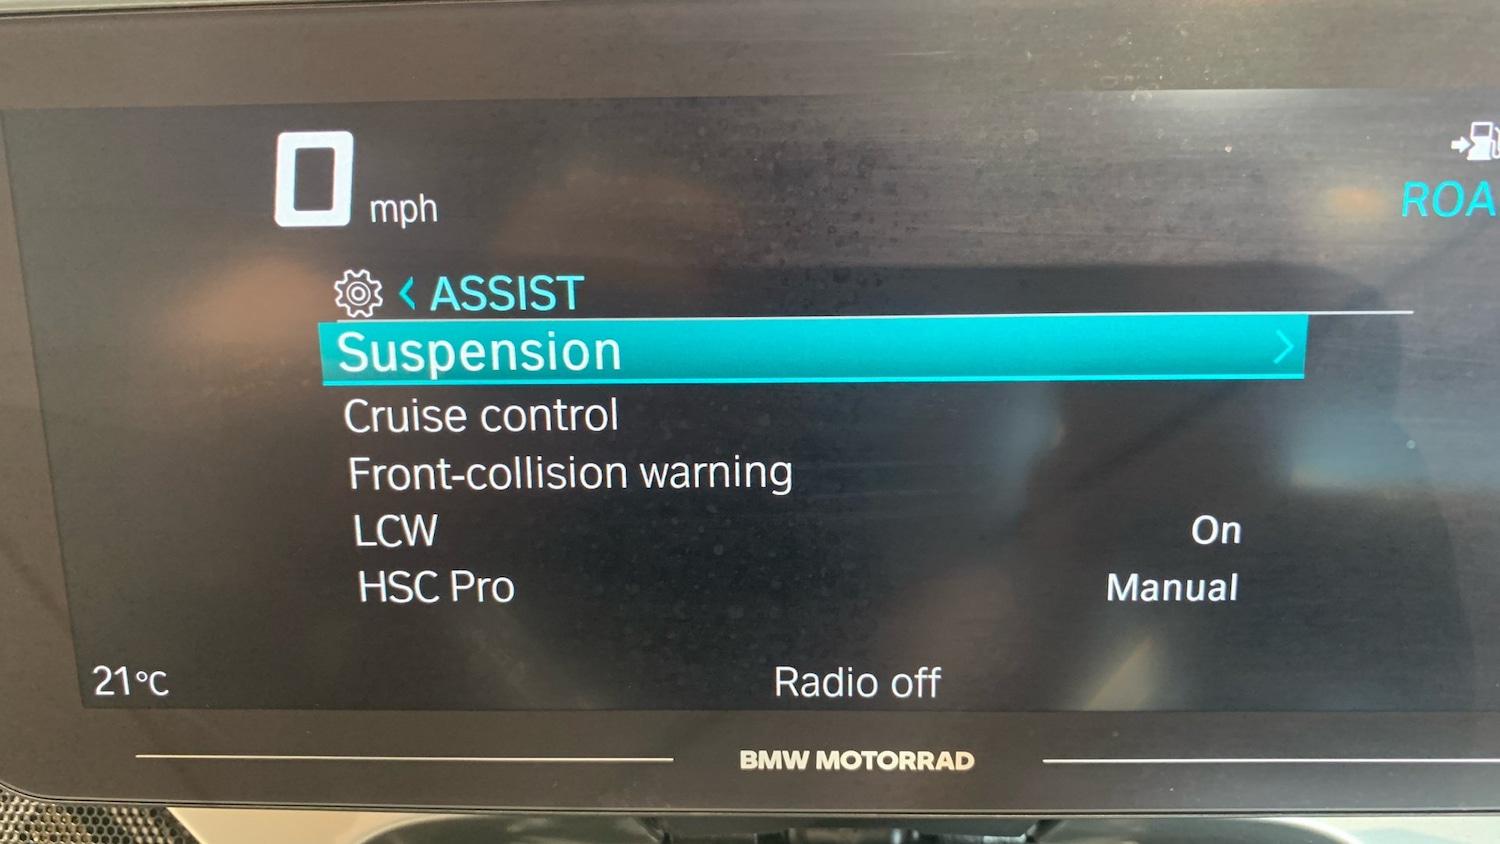 0 mph
ROA
< ASSIST
Suspension >
Cruise control
Front-collision warning
LCW On
HSC Pro Manual
21°C Radio off
BMW MOTORRAD